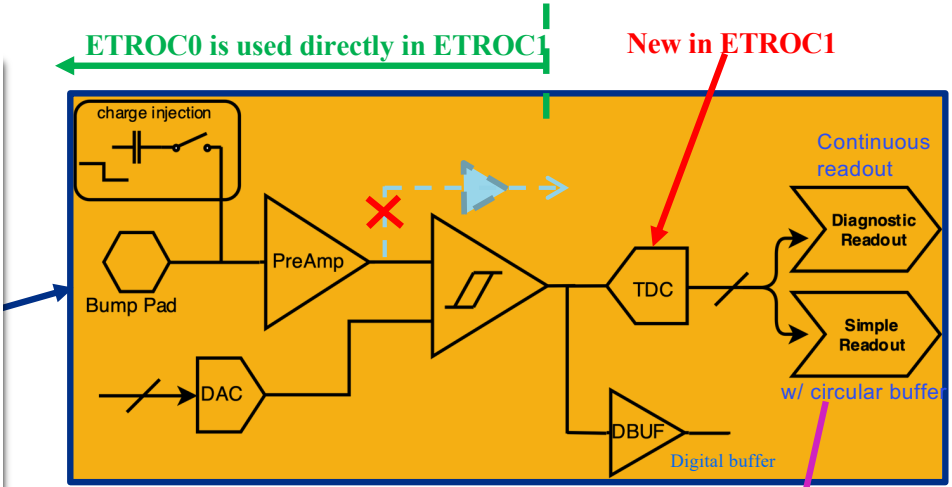 ETROC0 is used directly in ETROC1
New in ETROC1
charge injection
Continuous
readout
Diagnostic
Readout
PreAmp
TDC
Bump Pad
Simple
Readout
DAC
w/ circular buffer
DBUF
Digital buffer